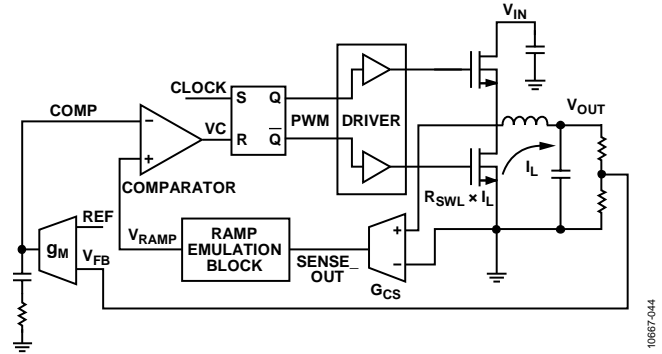 V_IN
CLOCK
S Q
COMP
VC
PWM
DRIVER
V_OUT
R Q̅
−
+
COMPARATOR
I_L
R_SWL × I_L
REF
V_RAMP
RAMP
EMULATION
BLOCK
SENSE_
OUT
+
−
g_M
V_FB
G_CS
10667-044